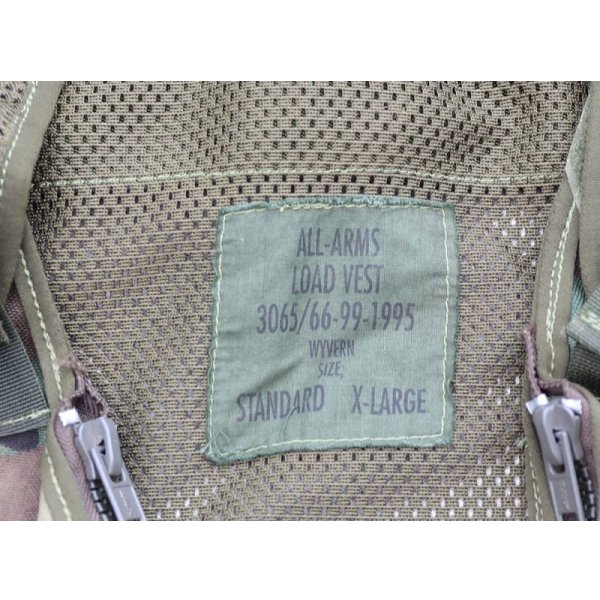 ALL-ARMS
LOAD VEST
3065/66-99-1995
WYVERN
SIZE;
STANDARD X-LARGE